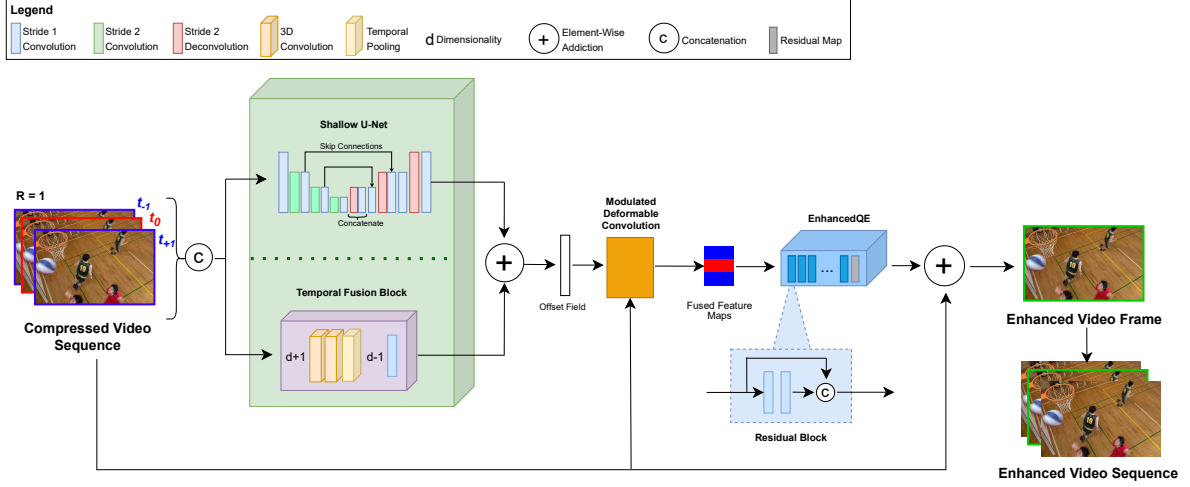 Legend
Stride 1
Convolution
Stride 2
Convolution
Stride 2
Deconvolution
3D
Convolution
Temporal
Pooling
d Dimensionality
+
Element-Wise
Addiction
C
Concatenation
Residual Map
Shallow U-Net
Skip Connections
Concatenate
R = 1
t-1
t0
t+1
C
Compressed Video
Sequence
Temporal Fusion Block
d+1
d-1
+
Offset Field
Modulated
Deformable
Convolution
Fused Feature
Maps
EnhancedQE
...
C
Residual Block
+
Enhanced Video Frame
Enhanced Video Sequence